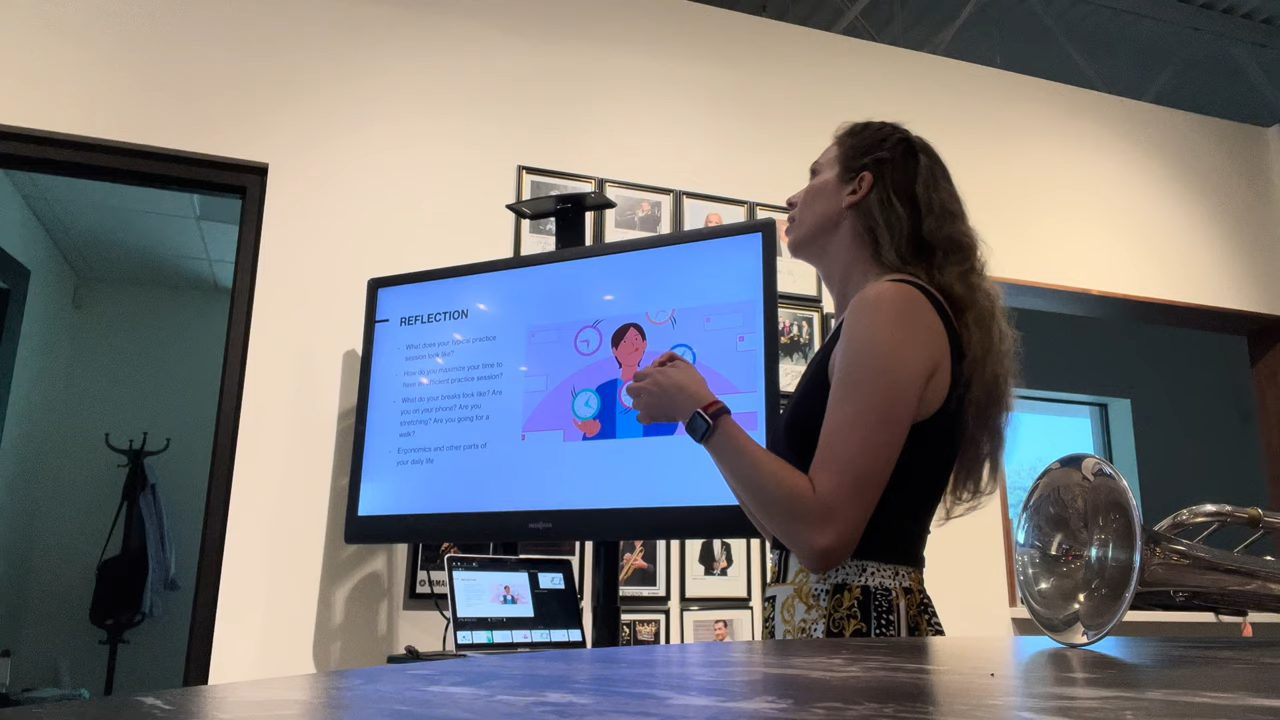 REFLECTION
- What does your typical practice
session look like?
- How do you maximize your time to
have an efficient practice session?
- What do your breaks look like? Are
you on your phone? Are you
stretching? Are you going for a
walk?
- Ergonomics and other parts of
your daily life
INSIGNIA
YAMAH